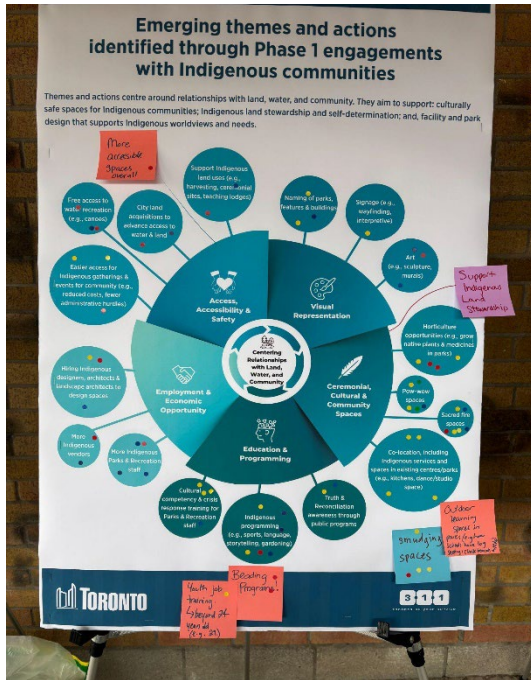 Emerging themes and actions
identified through Phase 1 engagements
with Indigenous communities
Themes and actions centre around relationships with land, water, and community. They aim to support: culturally
safe spaces for Indigenous communities; Indigenous land stewardship and self-determination; and, facility and park
design that supports Indigenous worldviews and needs.
More
accessible
spaces
overall
Support Indigenous
land uses (e.g.,
harvesting, ceremonial
sites, teaching lodges)
Free access to
water recreation
(e.g., canoes)
City land
acquisitions to
advance access to
water & land
Easier access for
Indigenous gatherings &
events for community (e.g.,
reduced costs, fewer
administrative hurdles)
Naming of parks,
features & buildings
Signage (e.g.,
wayfinding,
interpretive)
Art
(e.g., sculpture,
murals)
Support
Indigenous
Land
Stewardship
Access,
Accessibility &
Safety
Visual
Representation
Centering
Relationships
with Land,
Water, and
Community
Employment &
Economic
Opportunity
Ceremonial,
Cultural &
Community
Spaces
Education &
Programming
Horticulture
opportunities (e.g., grow
native plants & medicines
in parks)
Pow-wow
spaces
Sacred fire
spaces
Co-location, including
Indigenous services and
spaces in existing centres/parks
(e.g., kitchens, dance/studio
space)
Hiring Indigenous
designers, architects &
landscape architects to
design spaces
More
Indigenous
vendors
More Indigenous
Parks & Recreation
staff
Cultural
competency & crisis
response training for
Parks & Recreation
staff
Indigenous
programming
(e.g., sports, language,
storytelling, gardening)
Truth &
Reconciliation
awareness through
public programs
smudging
spaces
Outdoor
learning
spaces in
Beading
Programs!
Youth job
training
↳ beyond 24
years old
(e.g. 29)
TORONTO
311